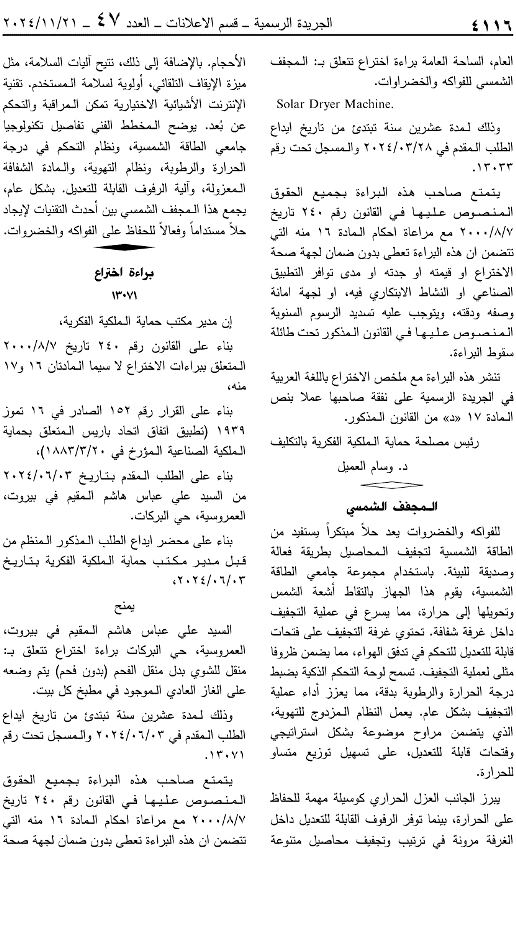 ٤١١٦
الجريدة الرسمية – قسم الاعلانات – العدد ٤٧ – ٢٠٢٤/١١/٢١
العام، الساحة العامة براءة اختراع تتعلق بـ: المجفف
الشمسي للفواكه والخضراوات.
Solar Dryer Machine.
وذلك لمدة عشرين سنة تبتدئ من تاريخ ايداع
الطلب المقدم في ٢٠٢٤/٠٣/٢٨ والمسجل تحت رقم
١٣٠٣٣.
يتمتع صاحب هذه البراءة بجميع الحقوق
المنصوص عليها في القانون رقم ٢٤٠ تاريخ
٢٠٠٠/٨/٧ مع مراعاة احكام المادة ١٦ منه التي
تتضمن ان هذه البراءة تعطى بدون ضمان لجهة صحة
الاختراع او قيمته او جدته او مدى توافر التطبيق
الصناعي او النشاط الابتكاري فيه، او لجهة امانة
وصفه ودقته، ويتوجب عليه تسديد الرسوم السنوية
المنصوص عليها في القانون المذكور تحت طائلة
سقوط البراءة.
تنشر هذه البراءة مع ملخص الاختراع باللغة العربية
في الجريدة الرسمية على نفقة صاحبها عملا بنص
المادة ١٧ «د» من القانون المذكور.
رئيس مصلحة حماية الملكية الفكرية بالتكليف
د. وسام العميل
المجفف الشمسي
للفواكه والخضروات يعد حلاً مبتكراً يستفيد من
الطاقة الشمسية لتجفيف المحاصيل بطريقة فعالة
وصديقة للبيئة. باستخدام مجموعة جامعي الطاقة
الشمسية، يقوم هذا الجهاز بالتقاط أشعة الشمس
وتحويلها إلى حرارة، مما يسرع في عملية التجفيف
داخل غرفة شفافة. تحتوي غرفة التجفيف على فتحات
قابلة للتعديل للتحكم في تدفق الهواء، مما يضمن ظروفا
مثلى لعملية التجفيف. تسمح لوحة التحكم الذكية بضبط
درجة الحرارة والرطوبة بدقة، مما يعزز أداء عملية
التجفيف بشكل عام. يعمل النظام المزدوج للتهوية،
الذي يتضمن مراوح موضوعة بشكل استراتيجي
وفتحات قابلة للتعديل، على تسهيل توزيع متساو
للحرارة.
يبرز الجانب العزل الحراري كوسيلة مهمة للحفاظ
على الحرارة، بينما توفر الرفوف القابلة للتعديل داخل
الغرفة مرونة في ترتيب وتجفيف محاصيل متنوعة
الأحجام. بالإضافة إلى ذلك، تتيح آليات السلامة، مثل
ميزة الإيقاف التلقائي، أولوية لسلامة المستخدم. تقنية
الإنترنت الأشيائية الاختيارية تمكن المراقبة والتحكم
عن بُعد. يوضح المخطط الفني تفاصيل تكنولوجيا
جامعي الطاقة الشمسية، ونظام التحكم في درجة
الحرارة والرطوبة، ونظام التهوية، والمادة الشفافة
المعزولة، وآلية الرفوف القابلة للتعديل. بشكل عام،
يجمع هذا المجفف الشمسي بين أحدث التقنيات لإيجاد
حلاً مستداماً وفعالاً للحفاظ على الفواكه والخضروات.
براءة اختراع
١٣٠٧١
إن مدير مكتب حماية الملكية الفكرية،
بناء على القانون رقم ٢٤٠ تاريخ ٢٠٠٠/٨/٧
المتعلق ببراءات الاختراع لا سيما المادتان ١٦ و١٧
منه،
بناء على القرار رقم ١٥٢ الصادر في ١٦ تموز
١٩٣٩ (تطبيق اتفاق اتحاد باريس المتعلق بحماية
الملكية الصناعية المؤرخ في ١٨٨٣/٣/٢٠)،
بناء على الطلب المقدم بتاريخ ٢٠٢٤/٠٦/٠٣
من السيد علي عباس هاشم المقيم في بيروت،
العمروسية، حي البركات.
بناء على محضر ايداع الطلب المذكور المنظم من
قبل مدير مكتب حماية الملكية الفكرية بتاريخ
٢٠٢٤/٠٦/٠٣،
يمنح
السيد علي عباس هاشم المقيم في بيروت،
العمروسية، حي البركات براءة اختراع تتعلق بـ:
منقل للشوي بدل منقل الفحم (بدون فحم) يتم وضعه
على الغاز العادي الموجود في مطبخ كل بيت.
وذلك لمدة عشرين سنة تبتدئ من تاريخ ايداع
الطلب المقدم في ٢٠٢٤/٠٦/٠٣ والمسجل تحت رقم
١٣٠٧١.
يتمتع صاحب هذه البراءة بجميع الحقوق
المنصوص عليها في القانون رقم ٢٤٠ تاريخ
٢٠٠٠/٨/٧ مع مراعاة احكام المادة ١٦ منه التي
تتضمن ان هذه البراءة تعطى بدون ضمان لجهة صحة